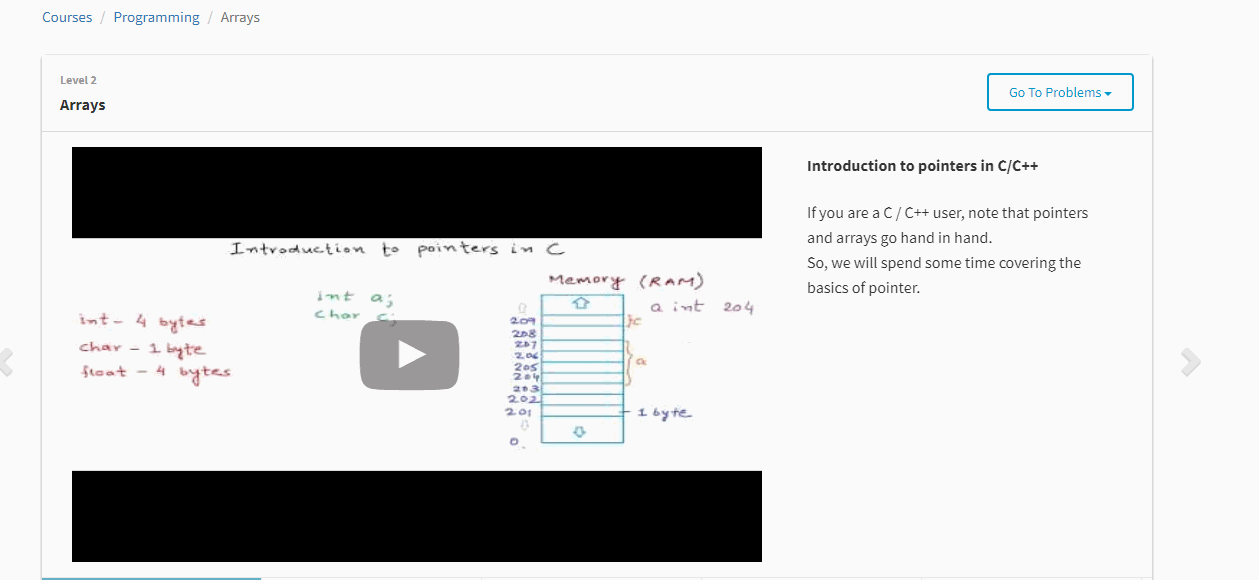 Courses / Programming / Arrays
Level 2
Arrays
Go To Problems
Introduction to pointers in C
Memory (RAM)
int a;
char c;
int - 4 bytes
char - 1 byte
float - 4 bytes
a int 204
209
208
207
206
205
204
203
202
201
0
c
a
1 byte
Introduction to pointers in C/C++
If you are a C / C++ user, note that pointers
and arrays go hand in hand.
So, we will spend some time covering the
basics of pointer.